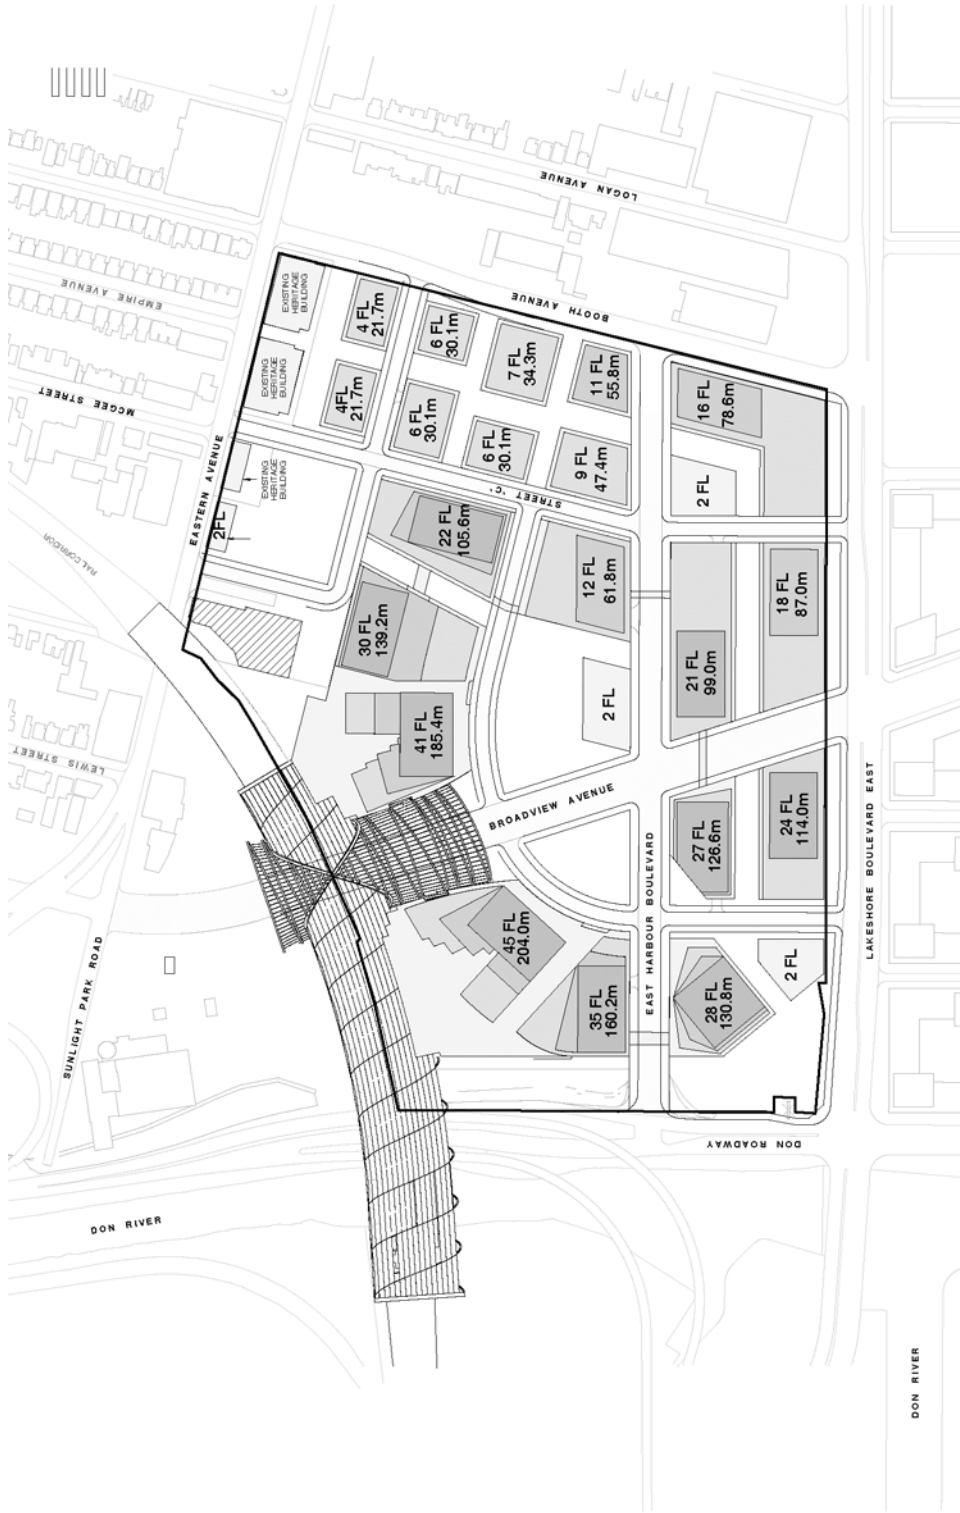 LOGAN AVENUE
EMPIRE AVENUE
BOOTH AVENUE
MCGEE STREET
EASTERN AVENUE
RAIL CORRIDOR
LEWIS STREET
EXISTING
HERITAGE
BUILDING
EXISTING
HERITAGE
BUILDING
EXISTING
HERITAGE
BUILDING
2FL
4 FL
21.7m
4FL
21.7m
6 FL
30.1m
6 FL
30.1m
7 FL
34.3m
6 FL
30.1m
11 FL
55.8m
9 FL
47.4m
16 FL
78.6m
2 FL
STREET 'C'
22 FL
105.6m
30 FL
139.2m
12 FL
61.8m
18 FL
87.0m
21 FL
99.0m
2 FL
41 FL
185.4m
BROADVIEW AVENUE
24 FL
114.0m
27 FL
126.6m
EAST HARBOUR BOULEVARD
LAKESHORE BOULEVARD EAST
45 FL
204.0m
35 FL
160.2m
28 FL
130.8m
2 FL
SUNLIGHT PARK ROAD
DON ROADWAY
DON RIVER
DON RIVER